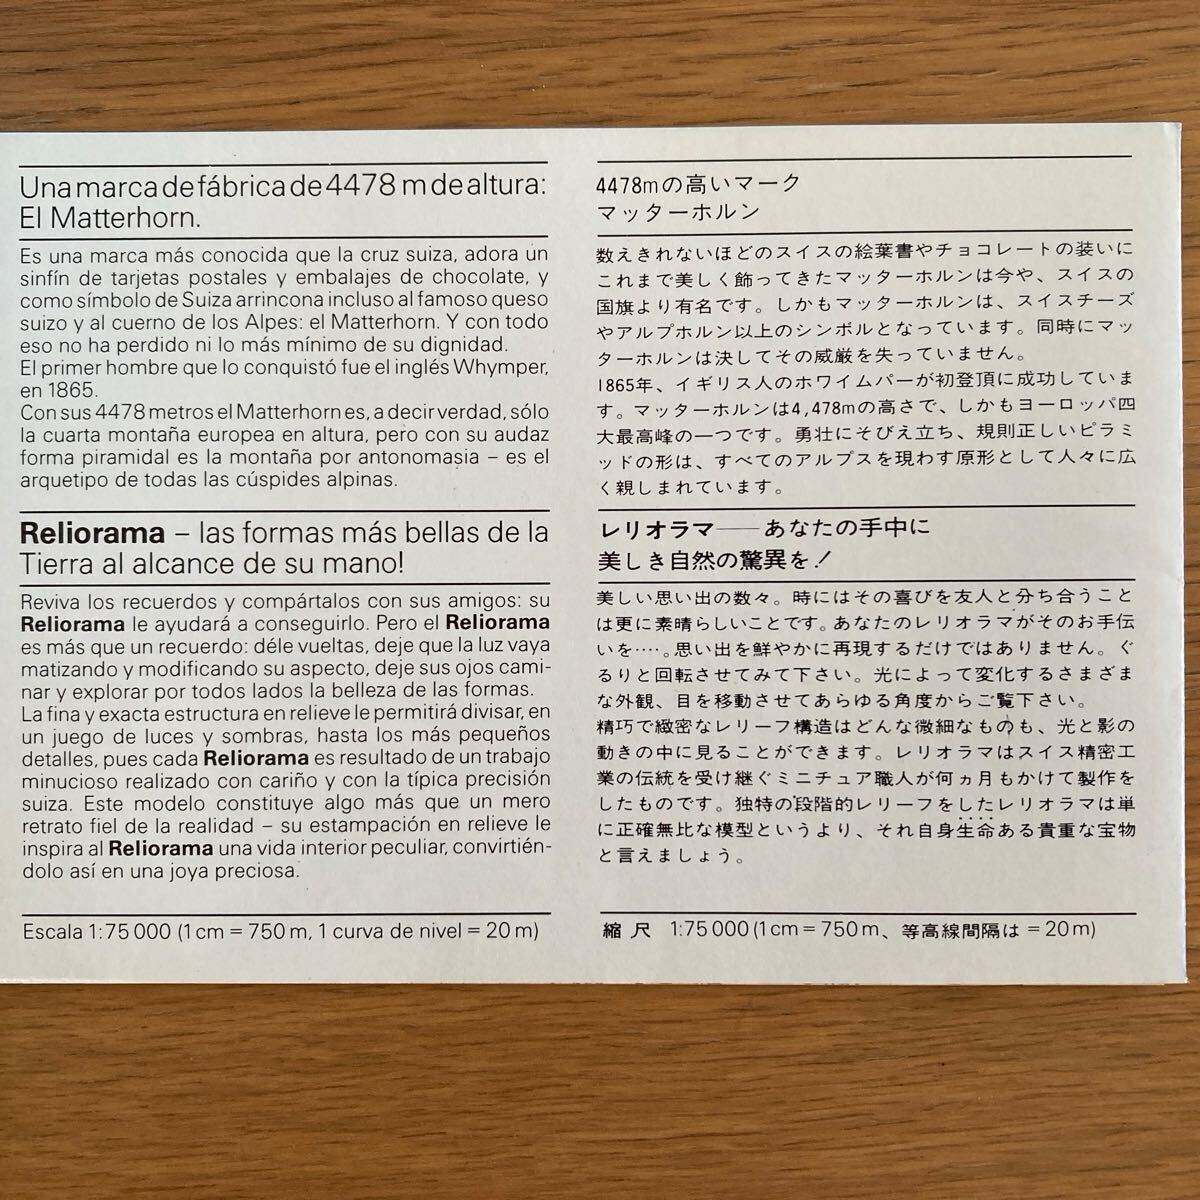 Una marca de fábrica de 4478 m de altura:
El Matterhorn.
Es una marca más conocida que la cruz suiza, adora un
sinfín de tarjetas postales y embalajes de chocolate, y
como símbolo de Suiza arrincona incluso al famoso queso
suizo y al cuerno de los Alpes: el Matterhorn. Y con todo
eso no ha perdido ni lo más mínimo de su dignidad.
El primer hombre que lo conquistó fue el inglés Whymper,
en 1865.
Con sus 4478 metros el Matterhorn es, a decir verdad, sólo
la cuarta montaña europea en altura, pero con su audaz
forma piramidal es la montaña por antonomasia – es el
arquetipo de todas las cúspides alpinas.
Reliorama – las formas más bellas de la
Tierra al alcance de su mano!
Reviva los recuerdos y compártalos con sus amigos: su
Reliorama le ayudará a conseguirlo. Pero el Reliorama
es más que un recuerdo: déle vueltas, deje que la luz vaya
matizando y modificando su aspecto, deje sus ojos cami-
nar y explorar por todos lados la belleza de las formas.
La fina y exacta estructura en relieve le permitirá divisar, en
un juego de luces y sombras, hasta los más pequeños
detalles, pues cada Reliorama es resultado de un trabajo
minucioso realizado con cariño y con la típica precisión
suiza. Este modelo constituye algo más que un mero
retrato fiel de la realidad – su estampación en relieve le
inspira al Reliorama una vida interior peculiar, convirtién-
dolo así en una joya preciosa.
Escala 1:75 000 (1 cm = 750 m, 1 curva de nivel = 20 m)
4478mの高いマーク
マッターホルン
数えきれないほどのスイスの絵葉書やチョコレートの装いに
これまで美しく飾ってきたマッターホルンは今や、スイスの
国旗より有名です。しかもマッターホルンは、スイスチーズ
やアルプホルン以上のシンボルとなっています。同時にマッ
ターホルンは決してその威厳を失っていません。
1865年、イギリス人のホワイムパーが初登頂に成功していま
す。マッターホルンは4,478mの高さで、しかもヨーロッパ四
大最高峰の一つです。勇壮にそびえ立ち、規則正しいピラミ
ッドの形は、すべてのアルプスを現わす原形として人々に広
く親しまれています。
レリオラマ——あなたの手中に
美しき自然の驚異を!
美しい思い出の数々。時にはその喜びを友人と分ち合うこと
は更に素晴らしいことです。あなたのレリオラマがそのお手伝
いを‥‥。思い出を鮮やかに再現するだけではありません。ぐ
るりと回転させてみて下さい。光によって変化するさまざま
な外観、目を移動させてあらゆる角度からご覧下さい。
精巧で緻密なレリーフ構造はどんな微細なものも、光と影の
動きの中に見ることができます。レリオラマはスイス精密工
業の伝統を受け継ぐミニチュア職人が何ヵ月もかけて製作を
したものです。独特の段階的レリーフをしたレリオラマは単
に正確無比な模型というより、それ自身生命ある貴重な宝物
と言えましょう。
縮 尺 1:75 000 (1cm = 750 m、等高線間隔は = 20 m)